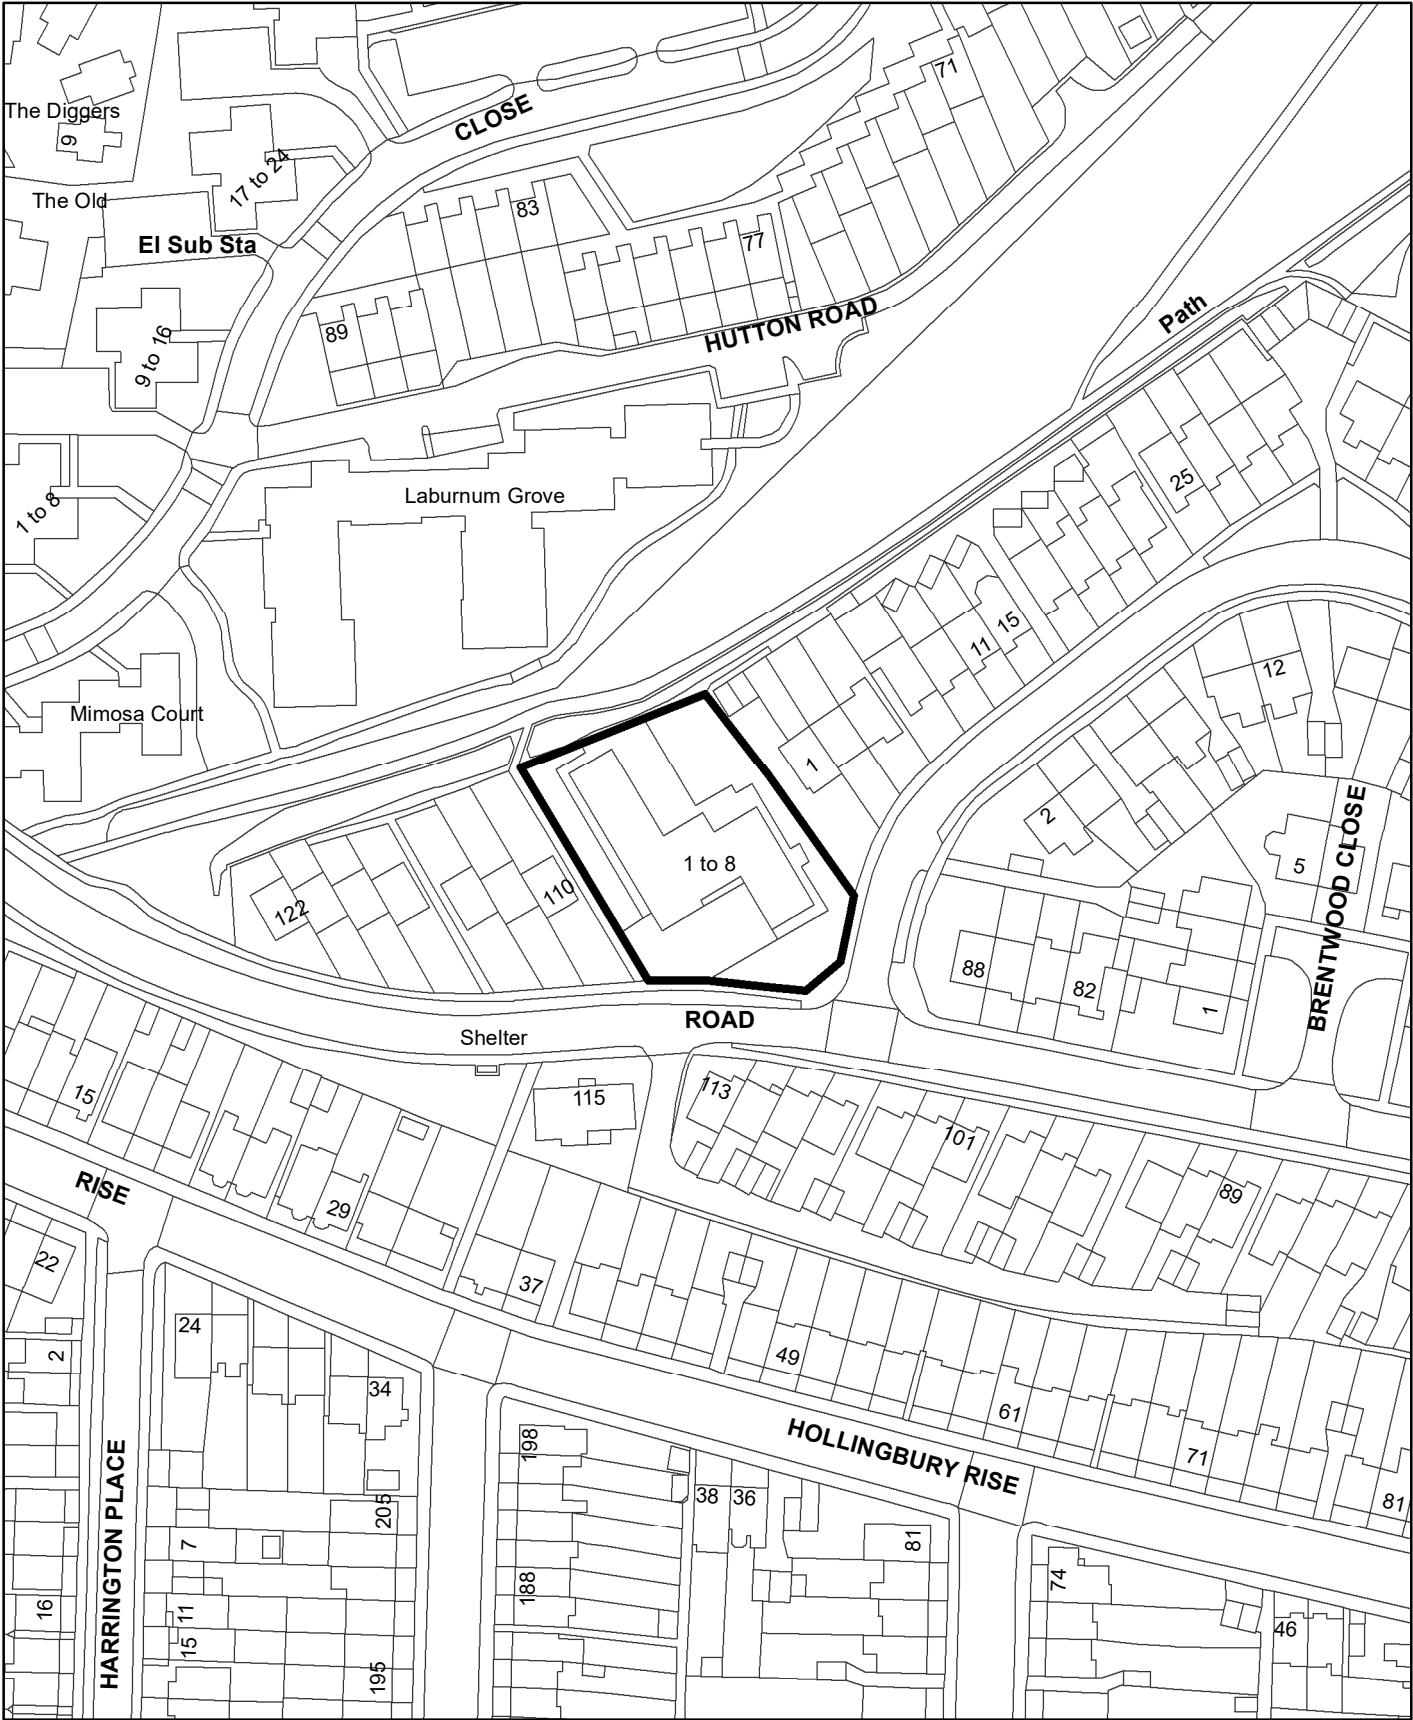 71
The Diggers
CLOSE
9
17 to 24
The Old
83
El Sub Sta
77
HUTTON ROAD
Path
89
9 to 16
25
Laburnum Grove
1 to 8
15
11
12
Mimosa Court
1
2
BRENTWOOD CLOSE
1 to 8
5
110
122
88
82
1
ROAD
Shelter
15
115
113
101
RISE
29
89
22
37
24
2
49
34
61
HOLLINGBURY RISE
198
71
38
36
81
HARRINGTON PLACE
205
7
81
188
74
16
11
15
46
195